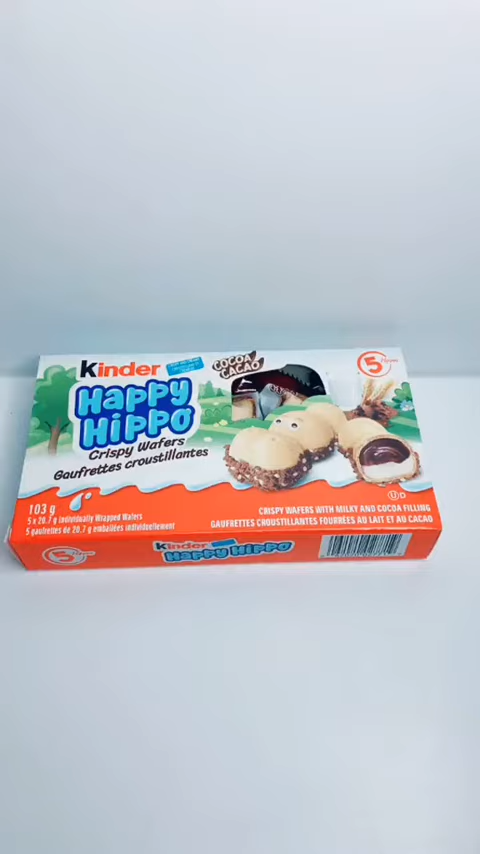 Kinder
COCOA
CACAO
5
Happy
Hippo
Crispy Wafers
Gaufrettes croustillantes
103 g
5 x 20.7 g Individually Wrapped Wafers
5 gaufrettes de 20.7 g emballées individuellement
CRISPY WAFERS WITH MILKY AND COCOA FILLING
GAUFRETTES CROUSTILLANTES FOURRÉES AU LAIT ET AU CACAO
5
Kinder
Happy Hippo